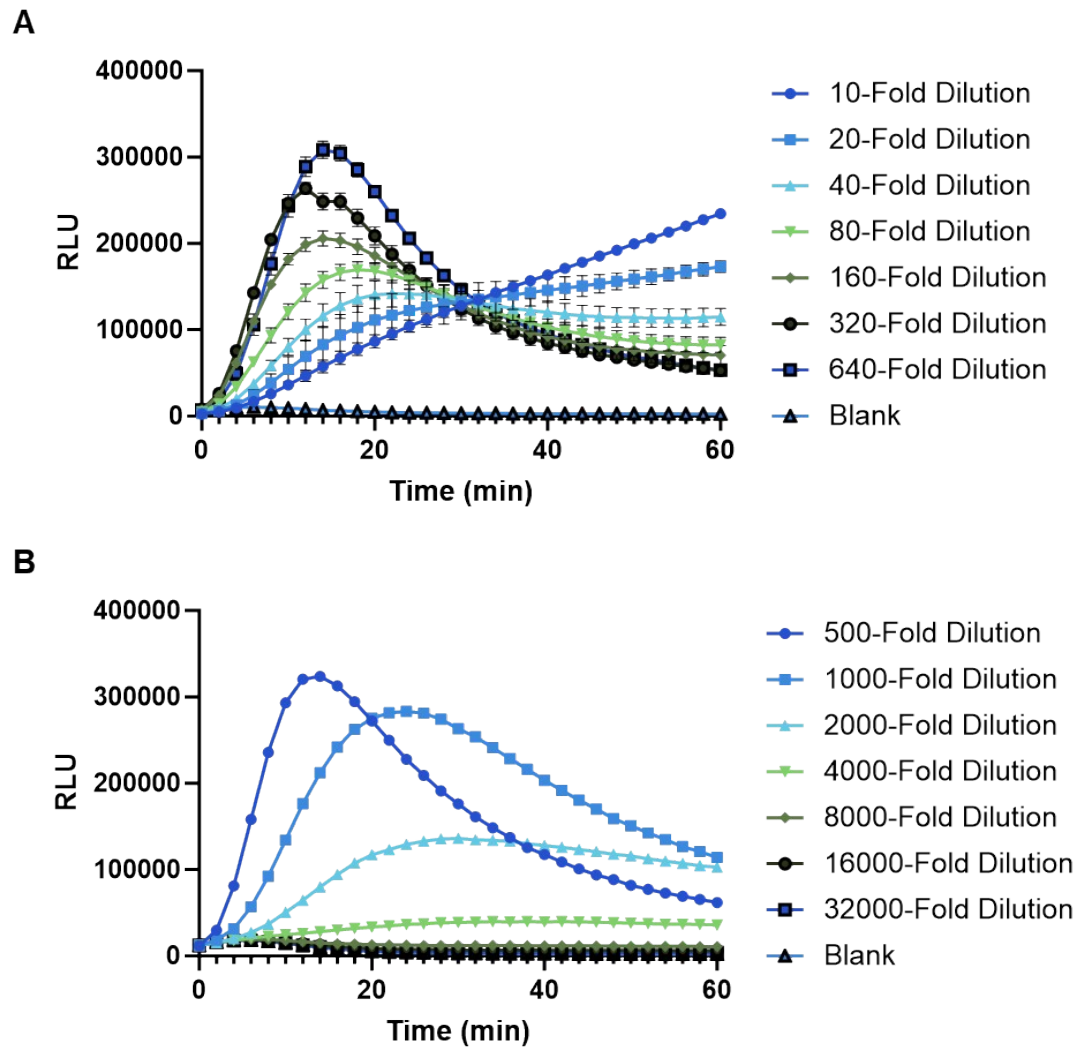 A
400000
300000
200000
100000
0
RLU
0 20 40 60
Time (min)
10-Fold Dilution
20-Fold Dilution
40-Fold Dilution
80-Fold Dilution
160-Fold Dilution
320-Fold Dilution
640-Fold Dilution
Blank
B
400000
300000
200000
100000
0
RLU
0 20 40 60
Time (min)
500-Fold Dilution
1000-Fold Dilution
2000-Fold Dilution
4000-Fold Dilution
8000-Fold Dilution
16000-Fold Dilution
32000-Fold Dilution
Blank